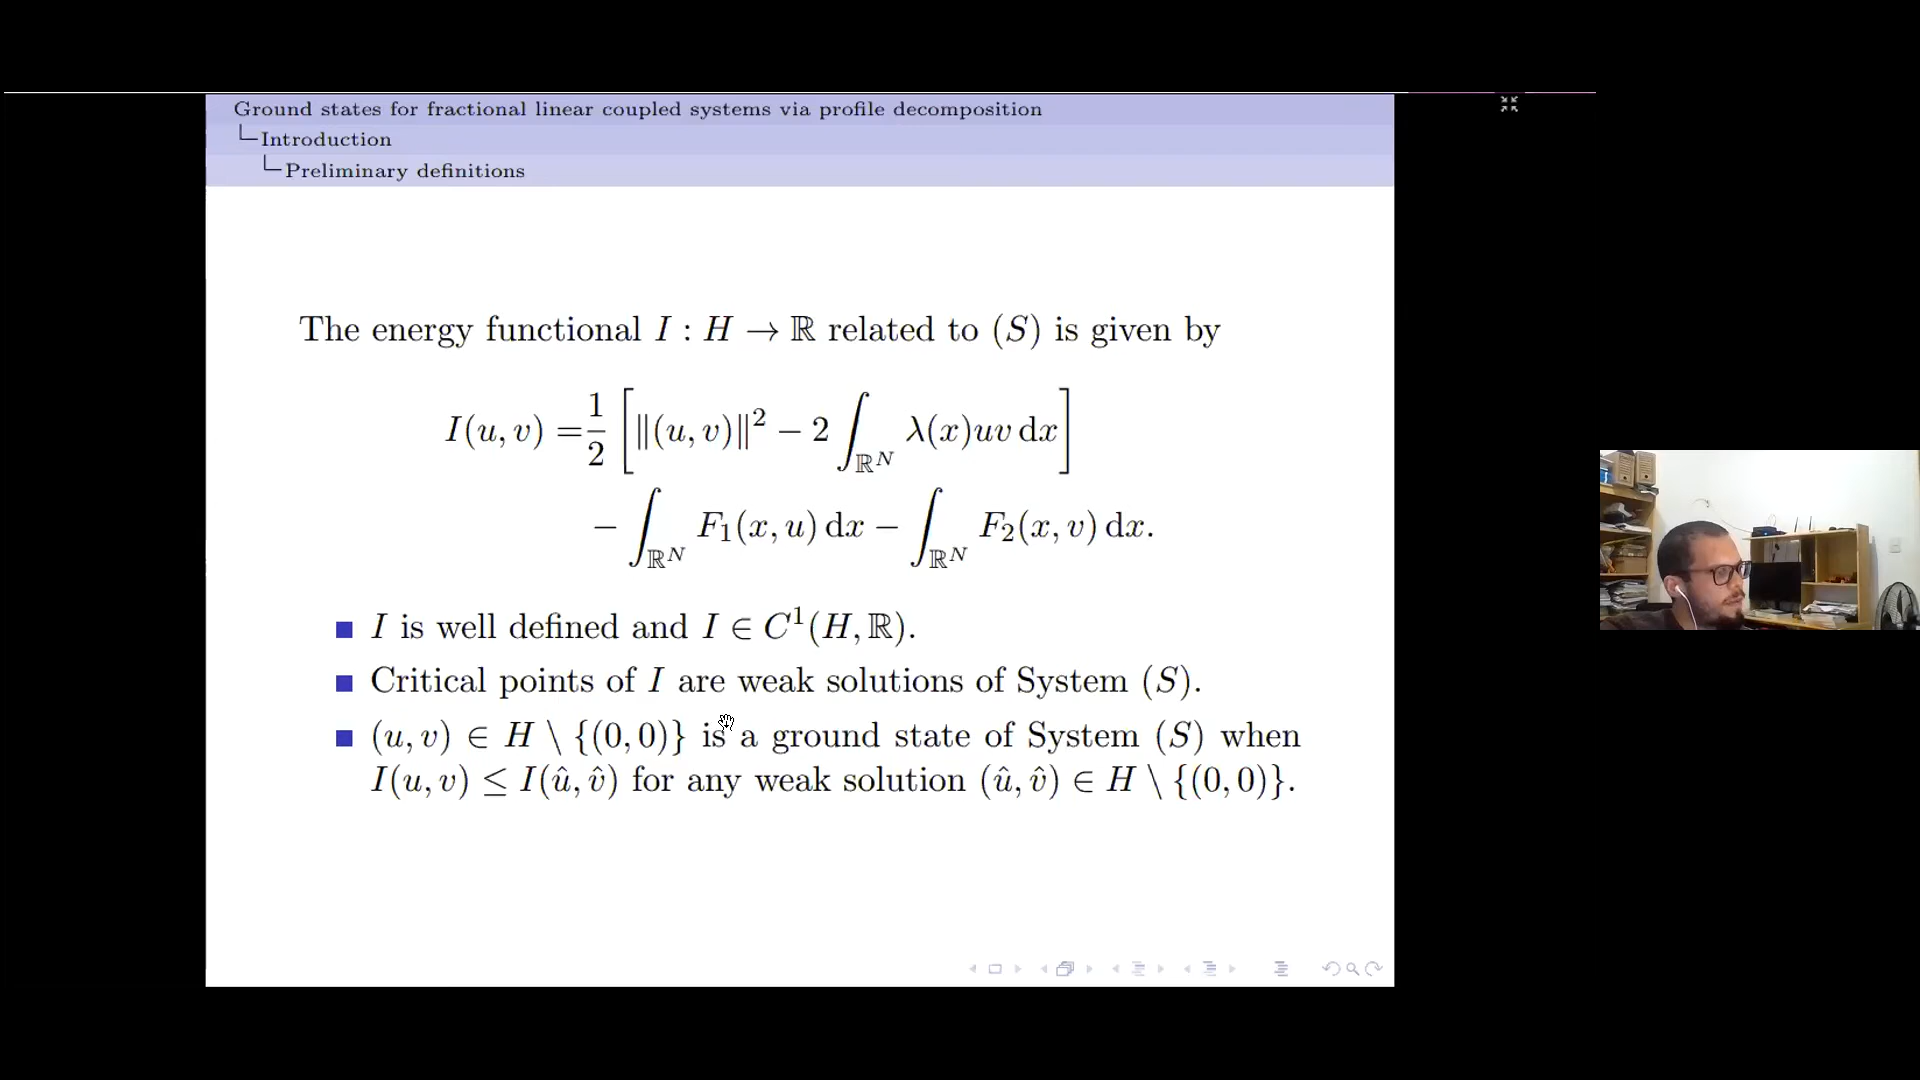 Ground states for fractional linear coupled systems via profile decomposition
Introduction
Preliminary definitions
The energy functional I : H → ℝ related to (S) is given by
I(u, v) = 1/2 [‖(u, v)‖² − 2 ∫_{ℝ^N} λ(x)uv dx]
− ∫_{ℝ^N} F₁(x, u) dx − ∫_{ℝ^N} F₂(x, v) dx.
■ I is well defined and I ∈ C¹(H, ℝ).
■ Critical points of I are weak solutions of System (S).
■ (u, v) ∈ H \ {(0, 0)} is a ground state of System (S) when
I(u, v) ≤ I(û, v̂) for any weak solution (û, v̂) ∈ H \ {(0, 0)}.